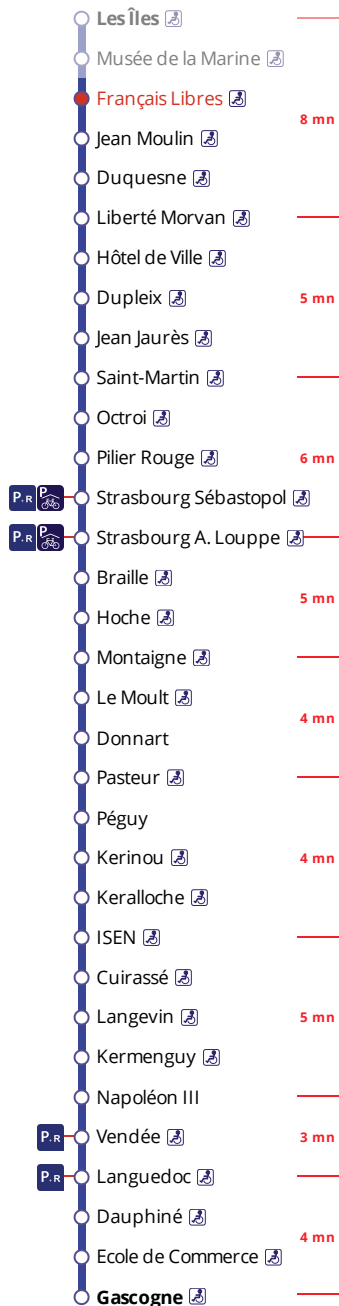 Les Îles
Musée de la Marine
Français Libres
8 mn
Jean Moulin
Duquesne
Liberté Morvan
Hôtel de Ville
Dupleix
5 mn
Jean Jaurès
Saint-Martin
Octroi
Pilier Rouge
6 mn
P+R P Strasbourg Sébastopol
P+R P Strasbourg A. Louppe
Braille
5 mn
Hoche
Montaigne
Le Moult
4 mn
Donnart
Pasteur
Péguy
Kerinou
4 mn
Keralloche
ISEN
Cuirassé
Langevin
5 mn
Kermenguy
Napoléon III
P+R Vendée
3 mn
P+R Languedoc
Dauphiné
4 mn
Ecole de Commerce
Gascogne